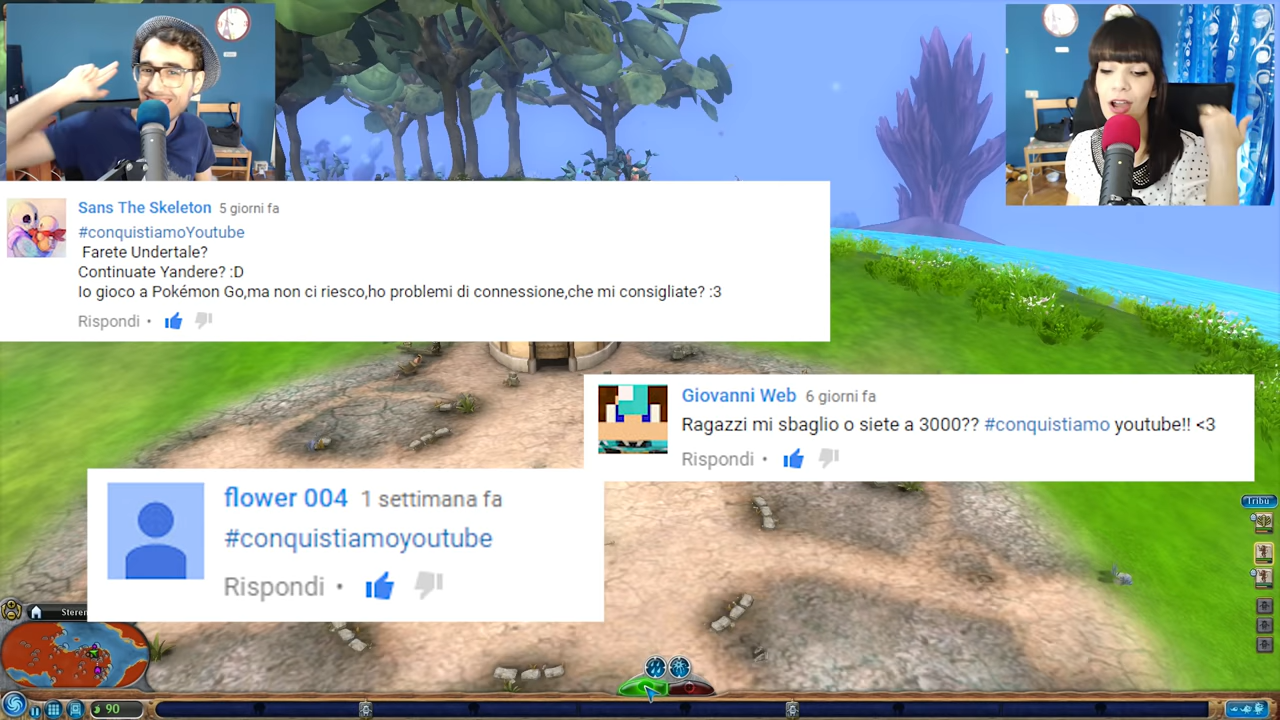 Sans The Skeleton 5 giorni fa
#conquistiamoYoutube
Farete Undertale?
Continuate Yandere? :D
Io gioco a Pokémon Go,ma non ci riesco,ho problemi di connessione,che mi consigliate? :3
Rispondi •
Giovanni Web 6 giorni fa
Ragazzi mi sbaglio o siete a 3000?? #conquistiamo youtube!! <3
Rispondi •
flower 004 1 settimana fa
#conquistiamoyoutube
Rispondi •
Tribù
90